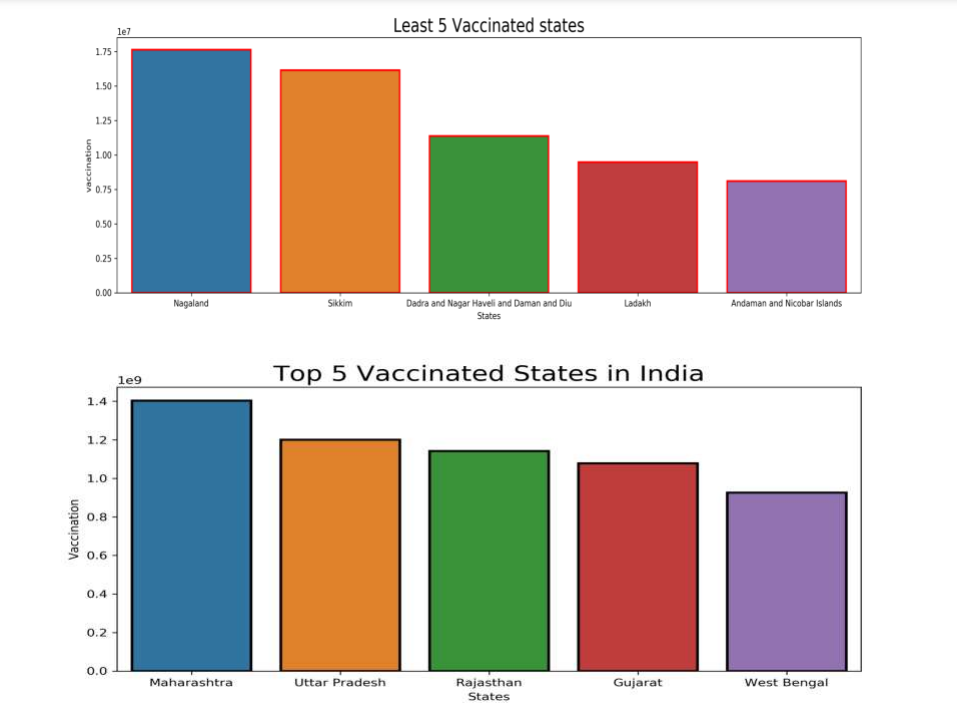 Least 5 Vaccinated states
1e7
1.75
1.50
1.25
1.00
0.75
0.50
0.25
0.00
vaccination
Nagaland Sikkim Dadra and Nagar Haveli and Daman and Diu Ladakh Andaman and Nicobar Islands
States
Top 5 Vaccinated States in India
1e9
1.4
1.2
1.0
0.8
0.6
0.4
0.2
0.0
Vaccination
Maharashtra Uttar Pradesh Rajasthan Gujarat West Bengal
States